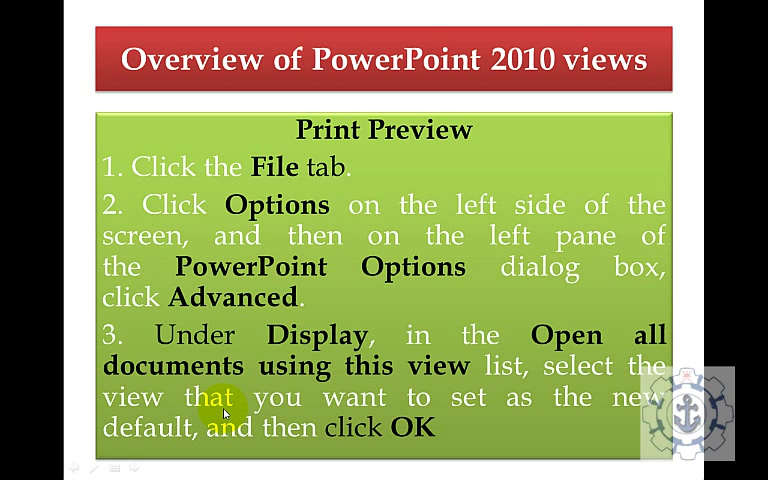 Overview of PowerPoint 2010 views
Print Preview
1. Click the File tab.
2. Click Options on the left side of the
screen, and then on the left pane of
the PowerPoint Options dialog box,
click Advanced.
3. Under Display, in the Open all
documents using this view list, select the
view that you want to set as the new
default, and then click OK